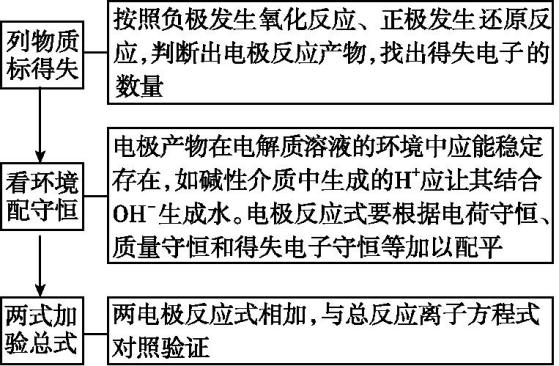 列物质
标得失
按照负极发生氧化反应、正极发生还原反
应,判断出电极反应产物,找出得失电子的
数量
看环境
配守恒
电极产物在电解质溶液的环境中应能稳定
存在,如碱性介质中生成的H⁺应让其结合
OH⁻生成水。电极反应式要根据电荷守恒、
质量守恒和得失电子守恒等加以配平
两式加
验总式
两电极反应式相加,与总反应离子方程式
对照验证